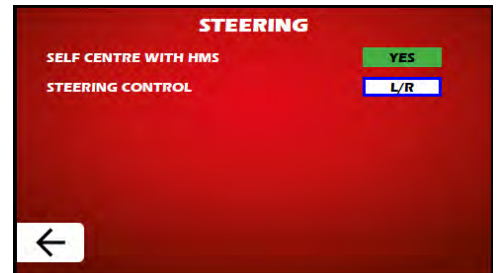 STEERING
SELF CENTRE WITH HMS YES
STEERING CONTROL L/R